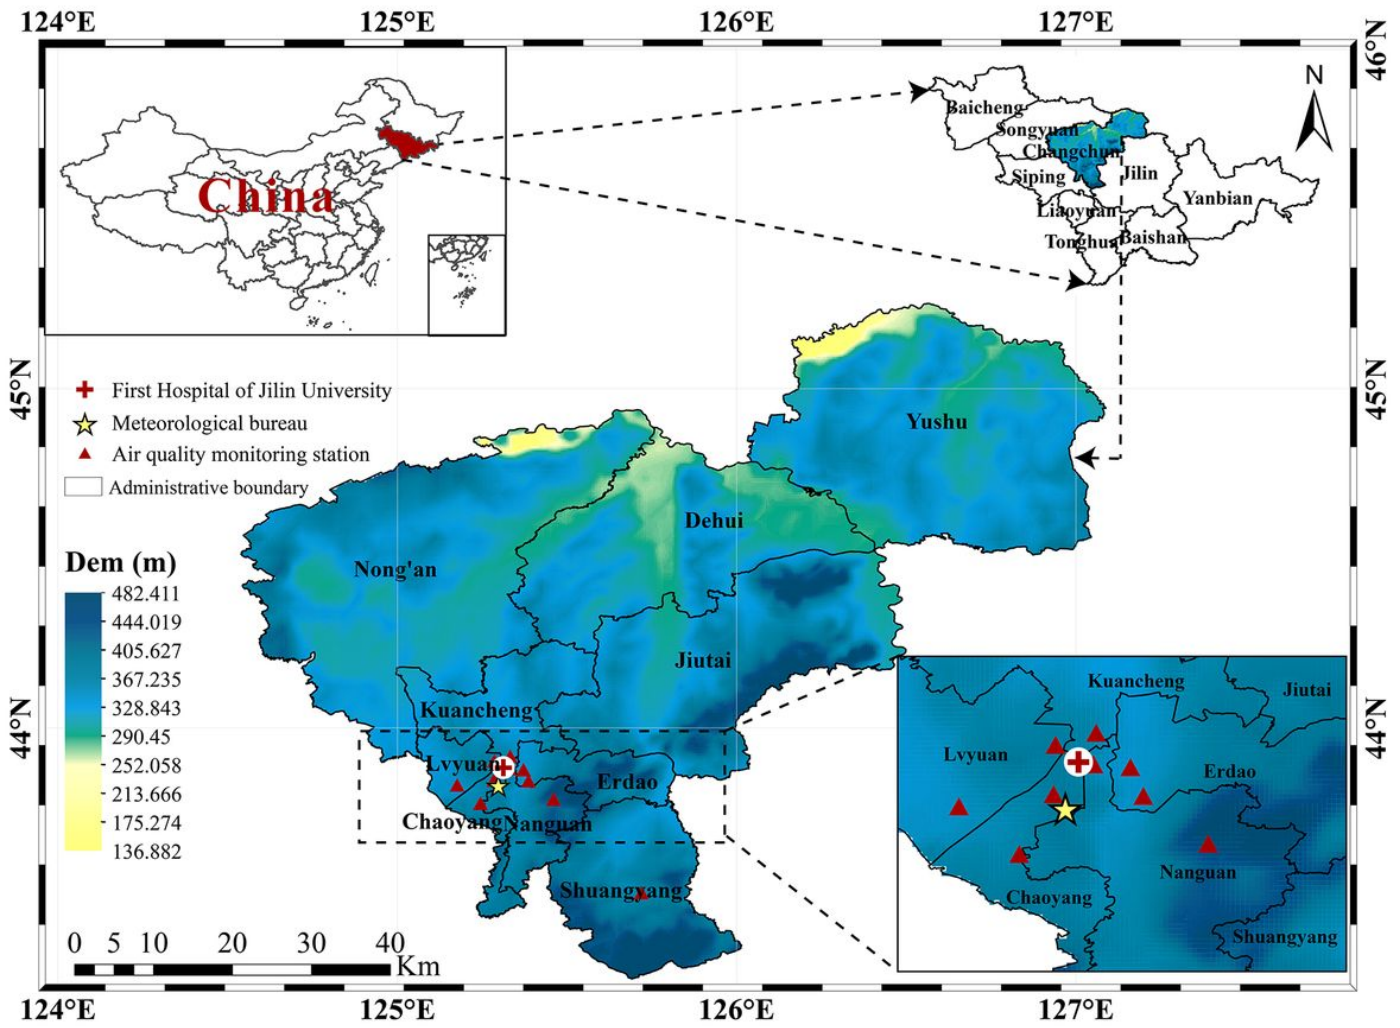 124°E 125°E 126°E 127°E
46°N
N
China
Baicheng
Songyuan
Changchun
Siping
Jilin
Yanbian
Liaoyuan
Tonghua
Baishan
45°N
45°N
First Hospital of Jilin University
Meteorological bureau
Air quality monitoring station
Administrative boundary
Yushu
Dehui
Nong'an
Dem (m)
482.411
444.019
405.627
367.235
328.843
290.45
252.058
213.666
175.274
136.882
Jiutai
Kuancheng
Lvyuan
Erdao
Chaoyang
Nanguan
Shuangyang
44°N
44°N
Kuancheng
Jiutai
Lvyuan
Erdao
Nanguan
Chaoyang
Shuangyang
0 5 10 20 30 40
Km
124°E 125°E 126°E 127°E